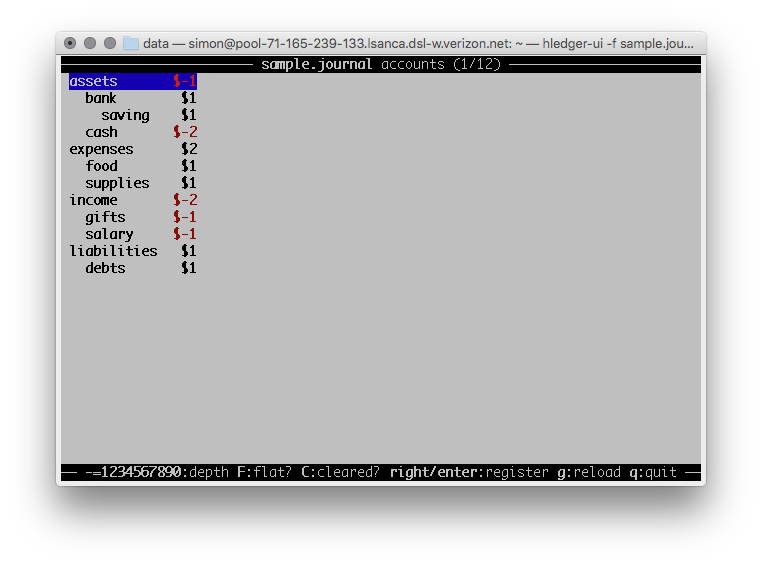 data — simon@pool-71-165-239-133.lsanca.dsl-w.verizon.net: ~ — hledger-ui -f sample.jou...
sample.journal accounts (1/12)
assets $-1
bank $1
saving $1
cash $-2
expenses $2
food $1
supplies $1
income $-2
gifts $-1
salary $-1
liabilities $1
debts $1
-=1234567890:depth F:flat? C:cleared? right/enter:register g:reload q:quit